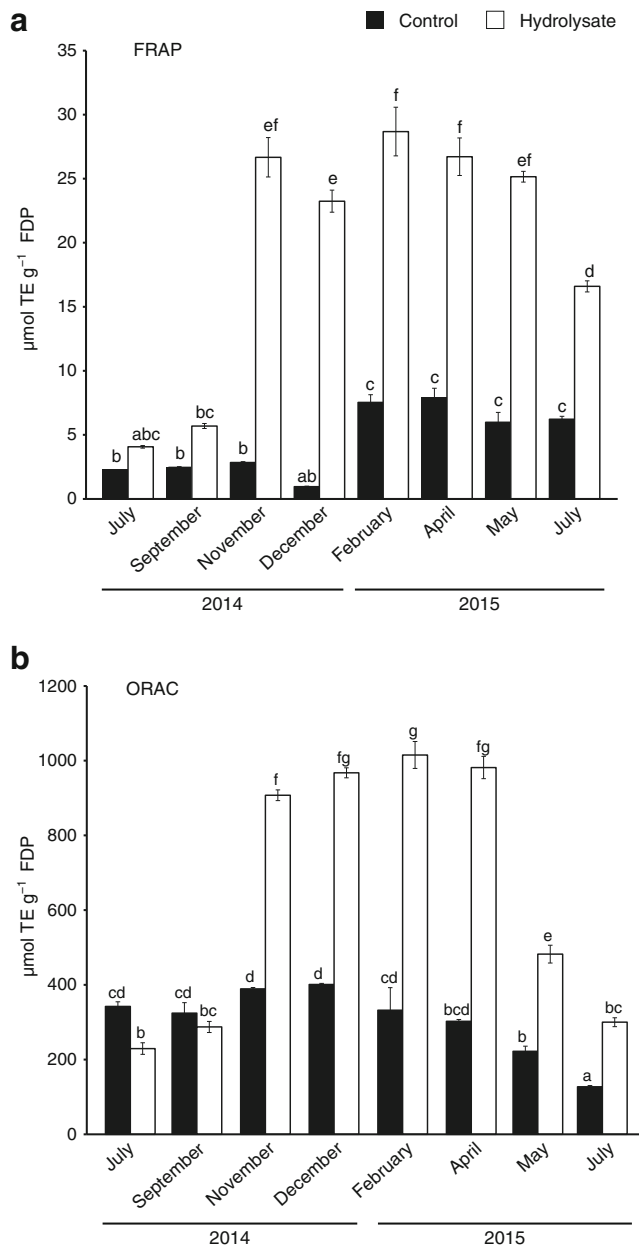 a
Control Hydrolysate
FRAP
µmol TE g⁻¹ FDP
35
30
25
20
15
10
5
0
b abc b bc b ef ab e c f c f c ef c d
July September November December February April May July
2014 2015
b
ORAC
µmol TE g⁻¹ FDP
1200
1000
800
600
400
200
0
cd b cd bc d f d fg cd g bcd fg b e a bc
July September November December February April May July
2014 2015